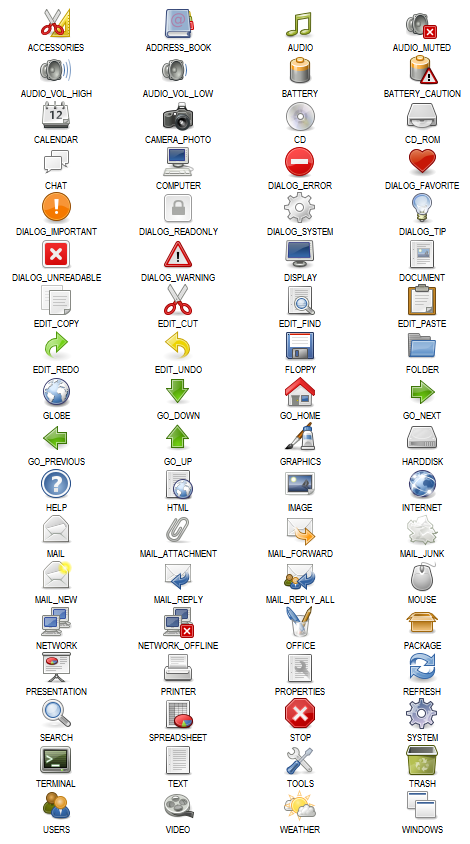 ACCESSORIES ADDRESS_BOOK AUDIO AUDIO_MUTED
AUDIO_VOL_HIGH AUDIO_VOL_LOW BATTERY BATTERY_CAUTION
12
CALENDAR CAMERA_PHOTO CD CD_ROM
CHAT COMPUTER DIALOG_ERROR DIALOG_FAVORITE
DIALOG_IMPORTANT DIALOG_READONLY DIALOG_SYSTEM DIALOG_TIP
DIALOG_UNREADABLE DIALOG_WARNING DISPLAY DOCUMENT
EDIT_COPY EDIT_CUT EDIT_FIND EDIT_PASTE
EDIT_REDO EDIT_UNDO FLOPPY FOLDER
GLOBE GO_DOWN GO_HOME GO_NEXT
GO_PREVIOUS GO_UP GRAPHICS HARDDISK
HELP HTML IMAGE INTERNET
MAIL MAIL_ATTACHMENT MAIL_FORWARD MAIL_JUNK
MAIL_NEW MAIL_REPLY MAIL_REPLY_ALL MOUSE
NETWORK NETWORK_OFFLINE OFFICE PACKAGE
PRESENTATION PRINTER PROPERTIES REFRESH
SEARCH SPREADSHEET STOP SYSTEM
TERMINAL TEXT TOOLS TRASH
USERS VIDEO WEATHER WINDOWS